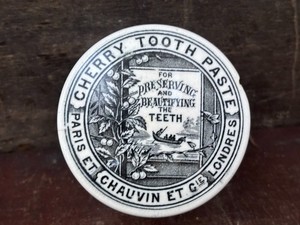 CHERRY TOOTH PASTE
FOR
PRESERVING
AND
BEAUTIFYING
THE
TEETH
PARIS ET LONDRES
CHAUVIN ET CIE